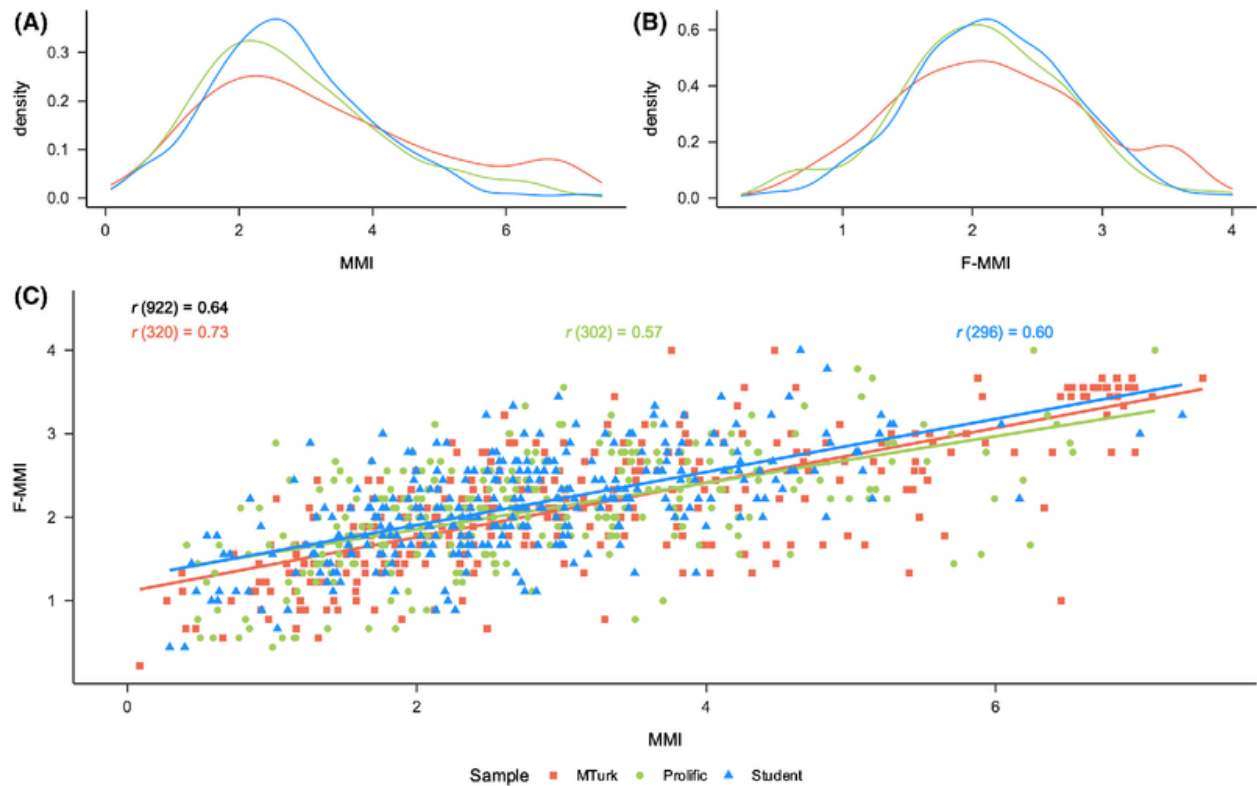 (A)
density
0.3
0.2
0.1
0.0
0 2 4 6
MMI
(B)
density
0.6
0.4
0.2
0.0
1 2 3 4
F-MMI
(C)
r (922) = 0.64
r (320) = 0.73 r (302) = 0.57 r (296) = 0.60
F-MMI
4
3
2
1
0 2 4 6
MMI
Sample MTurk Prolific Student